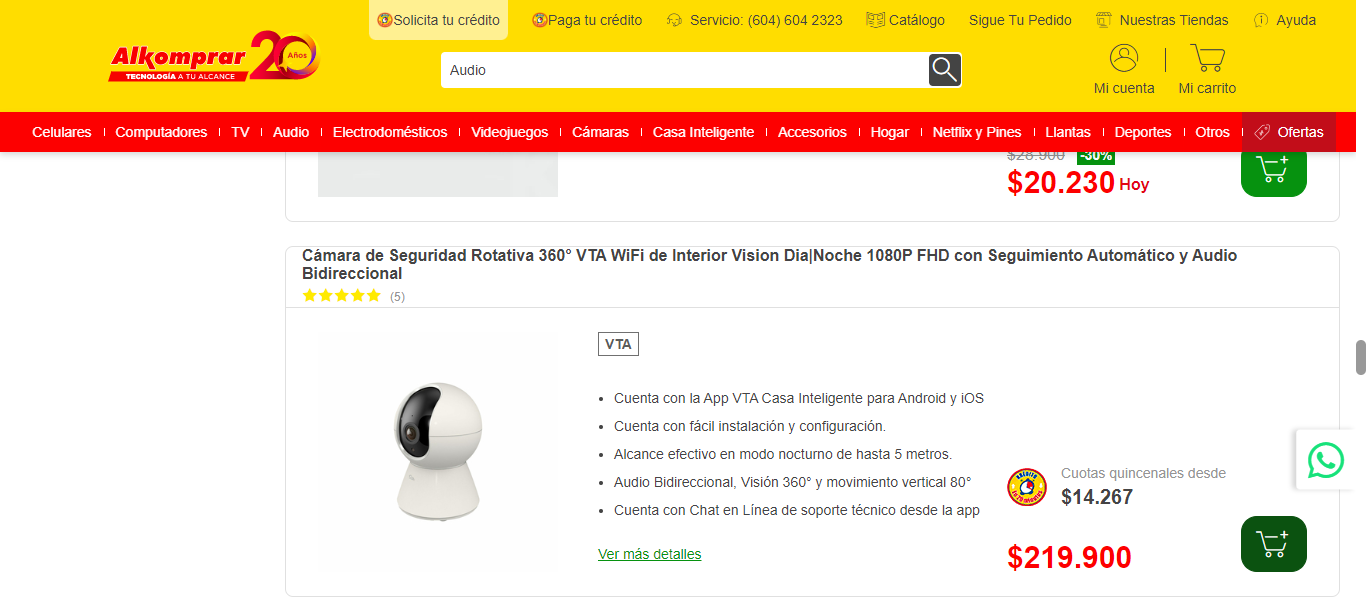 Solicita tu crédito
Paga tu crédito
Servicio: (604) 604 2323
Catálogo
Sigue Tu Pedido
Nuestras Tiendas
Ayuda
Alkomprar 20 Años
TECNOLOGÍA A TU ALCANCE
Audio
Mi cuenta
Mi carrito
Celulares
Computadores
TV
Audio
Electrodomésticos
Videojuegos
Cámaras
Casa Inteligente
Accesorios
Hogar
Netflix y Pines
Llantas
Deportes
Otros
Ofertas
$28.900 -30%
$20.230 Hoy
Cámara de Seguridad Rotativa 360° VTA WiFi de Interior Vision Dia|Noche 1080P FHD con Seguimiento Automático y Audio
Bidireccional
(5)
VTA
Cuenta con la App VTA Casa Inteligente para Android y iOS
Cuenta con fácil instalación y configuración.
Alcance efectivo en modo nocturno de hasta 5 metros.
Audio Bidireccional, Visión 360° y movimiento vertical 80°
Cuenta con Chat en Línea de soporte técnico desde la app
Ver más detalles
Cuotas quincenales desde
$14.267
$219.900